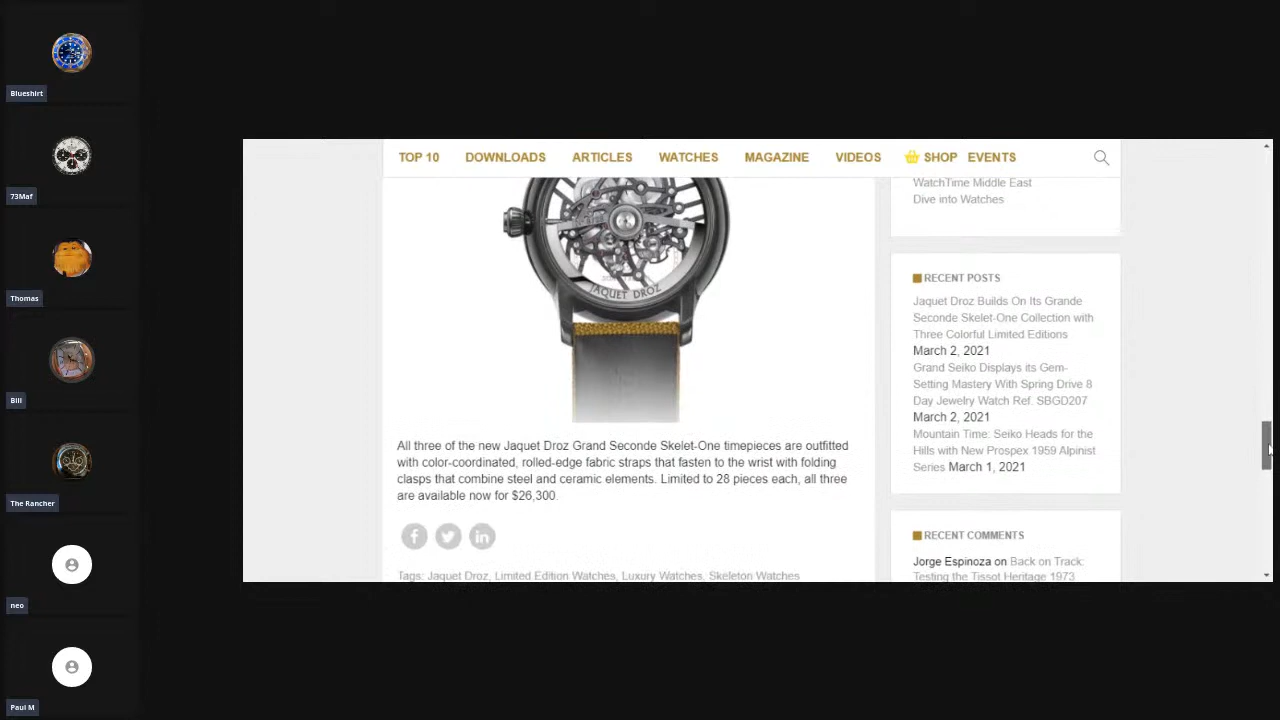 Blueshirt
73Maf
Thomas
Bill
The Rancher
neo
Paul M
TOP 10 DOWNLOADS ARTICLES WATCHES MAGAZINE VIDEOS SHOP EVENTS
JAQUET DROZ
All three of the new Jaquet Droz Grand Seconde Skelet-One timepieces are outfitted
with color-coordinated, rolled-edge fabric straps that fasten to the wrist with folding
clasps that combine steel and ceramic elements. Limited to 28 pieces each, all three
are available now for $26,300.
Tags: Jaquet Droz, Limited Edition Watches, Luxury Watches, Skeleton Watches
WatchTime Middle East
Dive into Watches
RECENT POSTS
Jaquet Droz Builds On Its Grande
Seconde Skelet-One Collection with
Three Colorful Limited Editions
March 2, 2021
Grand Seiko Displays its Gem-
Setting Mastery With Spring Drive 8
Day Jewelry Watch Ref. SBGD207
March 2, 2021
Mountain Time: Seiko Heads for the
Hills with New Prospex 1959 Alpinist
Series March 1, 2021
RECENT COMMENTS
Jorge Espinoza on Back on Track:
Testing the Tissot Heritage 1973